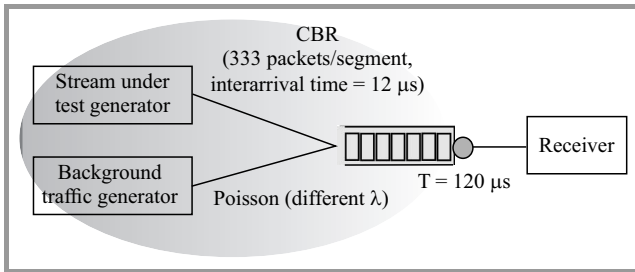 CBR
(333 packets/segment,
interarrival time = 12 µs)
Stream under
test generator
Background
traffic generator
Poisson (different λ)
T = 120 µs
Receiver